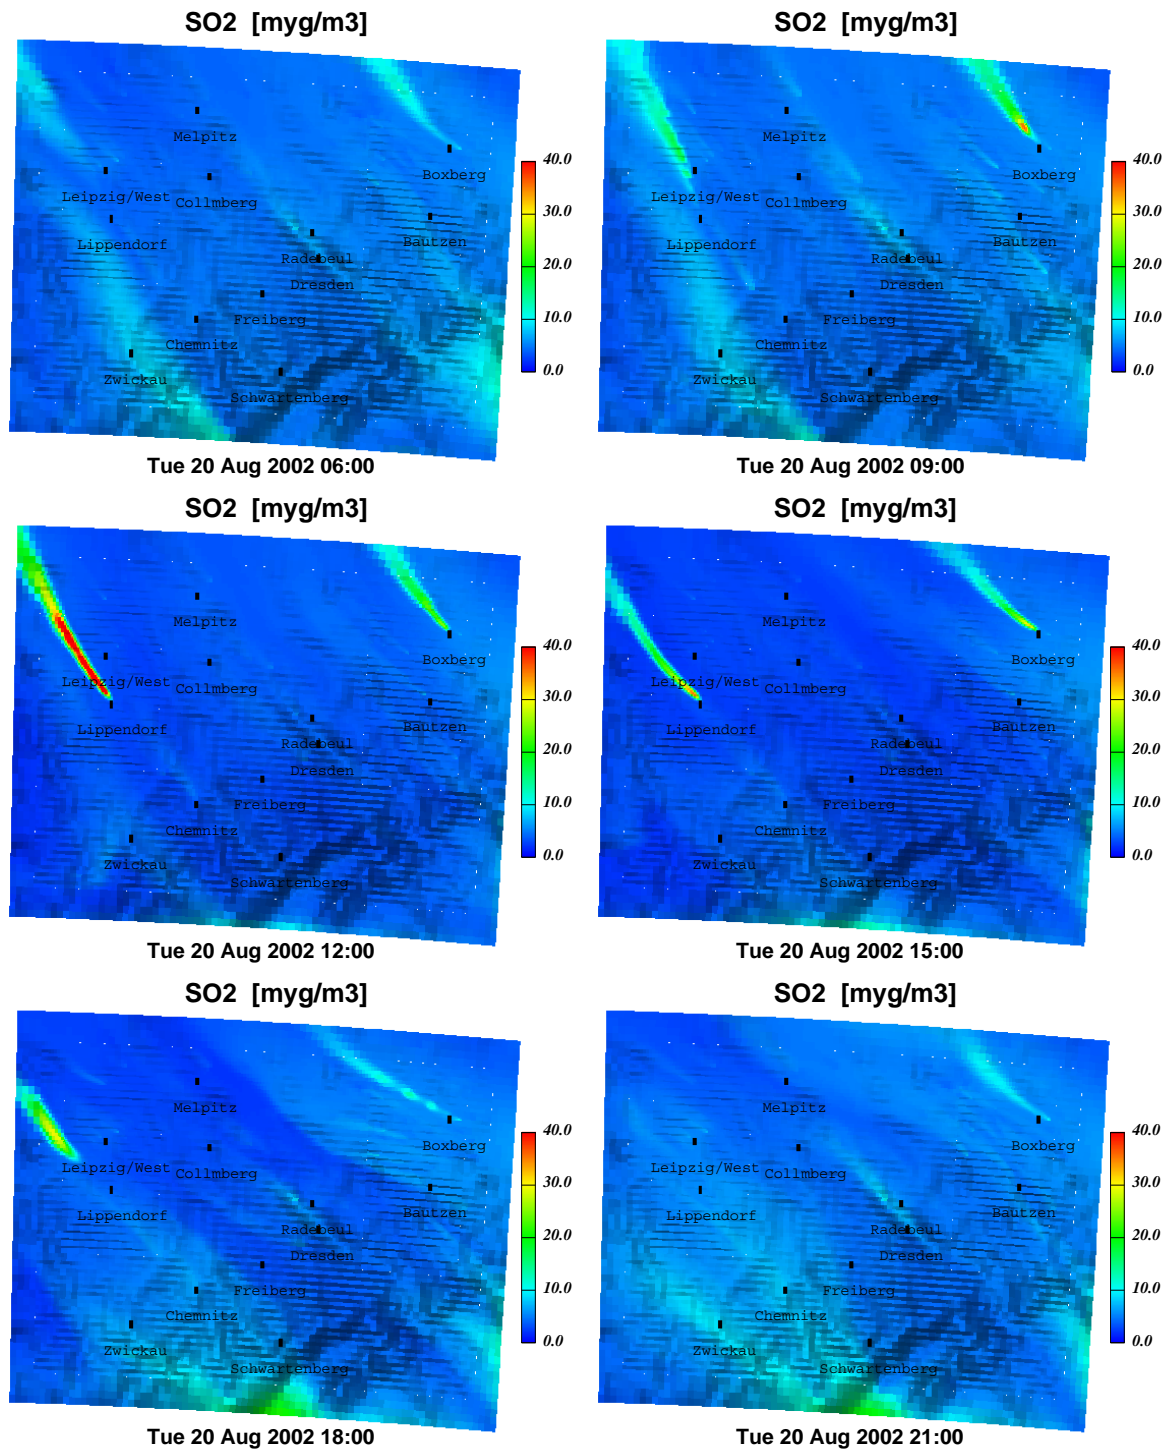 SO2 [myg/m3]
Melpitz
Boxberg
Leipzig/West
Collmberg
Lippendorf
Bautzen
Radebeul
Dresden
Freiberg
Chemnitz
Zwickau
Schwartenberg
40.0
30.0
20.0
10.0
0.0
Tue 20 Aug 2002 06:00
SO2 [myg/m3]
Melpitz
Boxberg
Leipzig/West
Collmberg
Lippendorf
Bautzen
Radebeul
Dresden
Freiberg
Chemnitz
Zwickau
Schwartenberg
40.0
30.0
20.0
10.0
0.0
Tue 20 Aug 2002 09:00
SO2 [myg/m3]
Melpitz
Boxberg
Leipzig/West
Collmberg
Lippendorf
Bautzen
Radebeul
Dresden
Freiberg
Chemnitz
Zwickau
Schwartenberg
40.0
30.0
20.0
10.0
0.0
Tue 20 Aug 2002 12:00
SO2 [myg/m3]
Melpitz
Boxberg
Leipzig/West
Collmberg
Lippendorf
Bautzen
Radebeul
Dresden
Freiberg
Chemnitz
Zwickau
Schwartenberg
40.0
30.0
20.0
10.0
0.0
Tue 20 Aug 2002 15:00
SO2 [myg/m3]
Melpitz
Boxberg
Leipzig/West
Collmberg
Lippendorf
Bautzen
Radebeul
Dresden
Freiberg
Chemnitz
Zwickau
Schwartenberg
40.0
30.0
20.0
10.0
0.0
Tue 20 Aug 2002 18:00
SO2 [myg/m3]
Melpitz
Boxberg
Leipzig/West
Collmberg
Lippendorf
Bautzen
Radebeul
Dresden
Freiberg
Chemnitz
Zwickau
Schwartenberg
40.0
30.0
20.0
10.0
0.0
Tue 20 Aug 2002 21:00